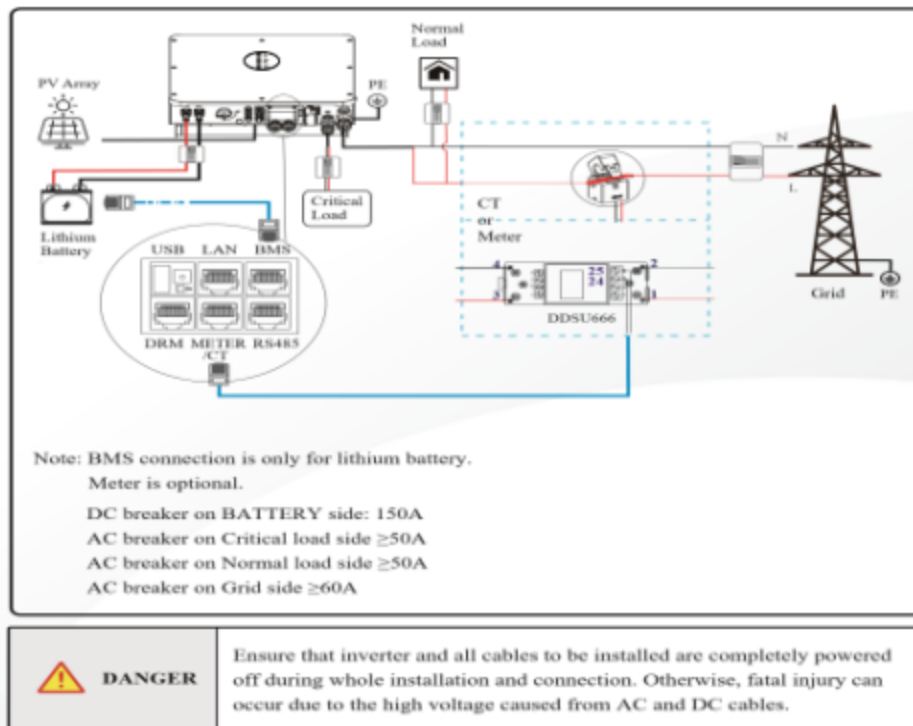 Normal
Load
PV Array
PE
N
L
CT
or
Meter
Critical
Load
Lithium
Battery
USB LAN BMS
4
25
24
2
3
1
DDSU666
Grid
PE
DRM METER RS485
/CT
Note: BMS connection is only for lithium battery.
Meter is optional.
DC breaker on BATTERY side: 150A
AC breaker on Critical load side ≥50A
AC breaker on Normal load side ≥50A
AC breaker on Grid side ≥60A
DANGER
Ensure that inverter and all cables to be installed are completely powered
off during whole installation and connection. Otherwise, fatal injury can
occur due to the high voltage caused from AC and DC cables.